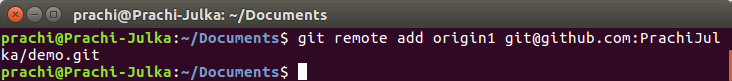 prachi@Prachi-Julka: ~/Documents
prachi@Prachi-Julka:~/Documents$ git remote add origin1 git@github.com:PrachiJul
ka/demo.git
prachi@Prachi-Julka:~/Documents$